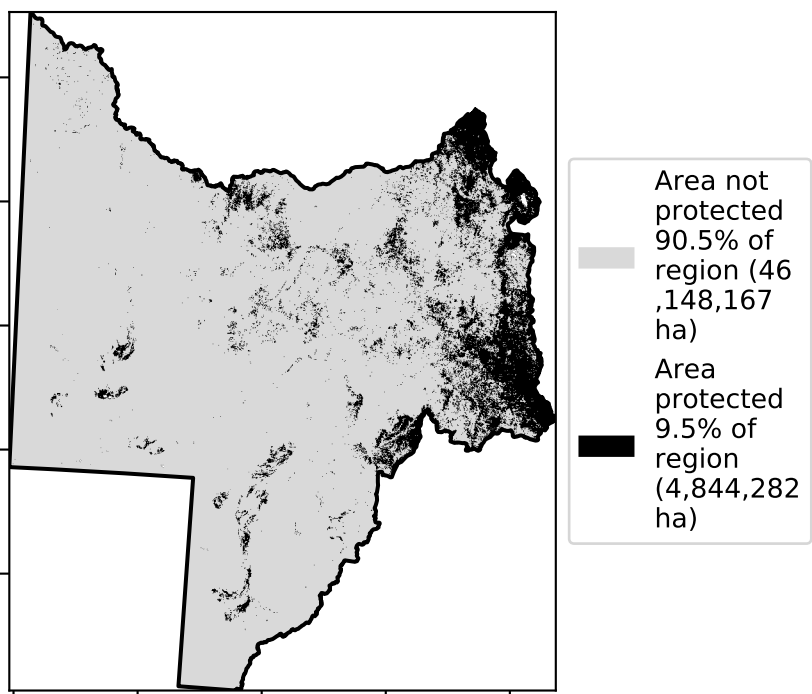 Area not
protected
90.5% of
region (46
,148,167
ha)
Area
protected
9.5% of
region
(4,844,282
ha)